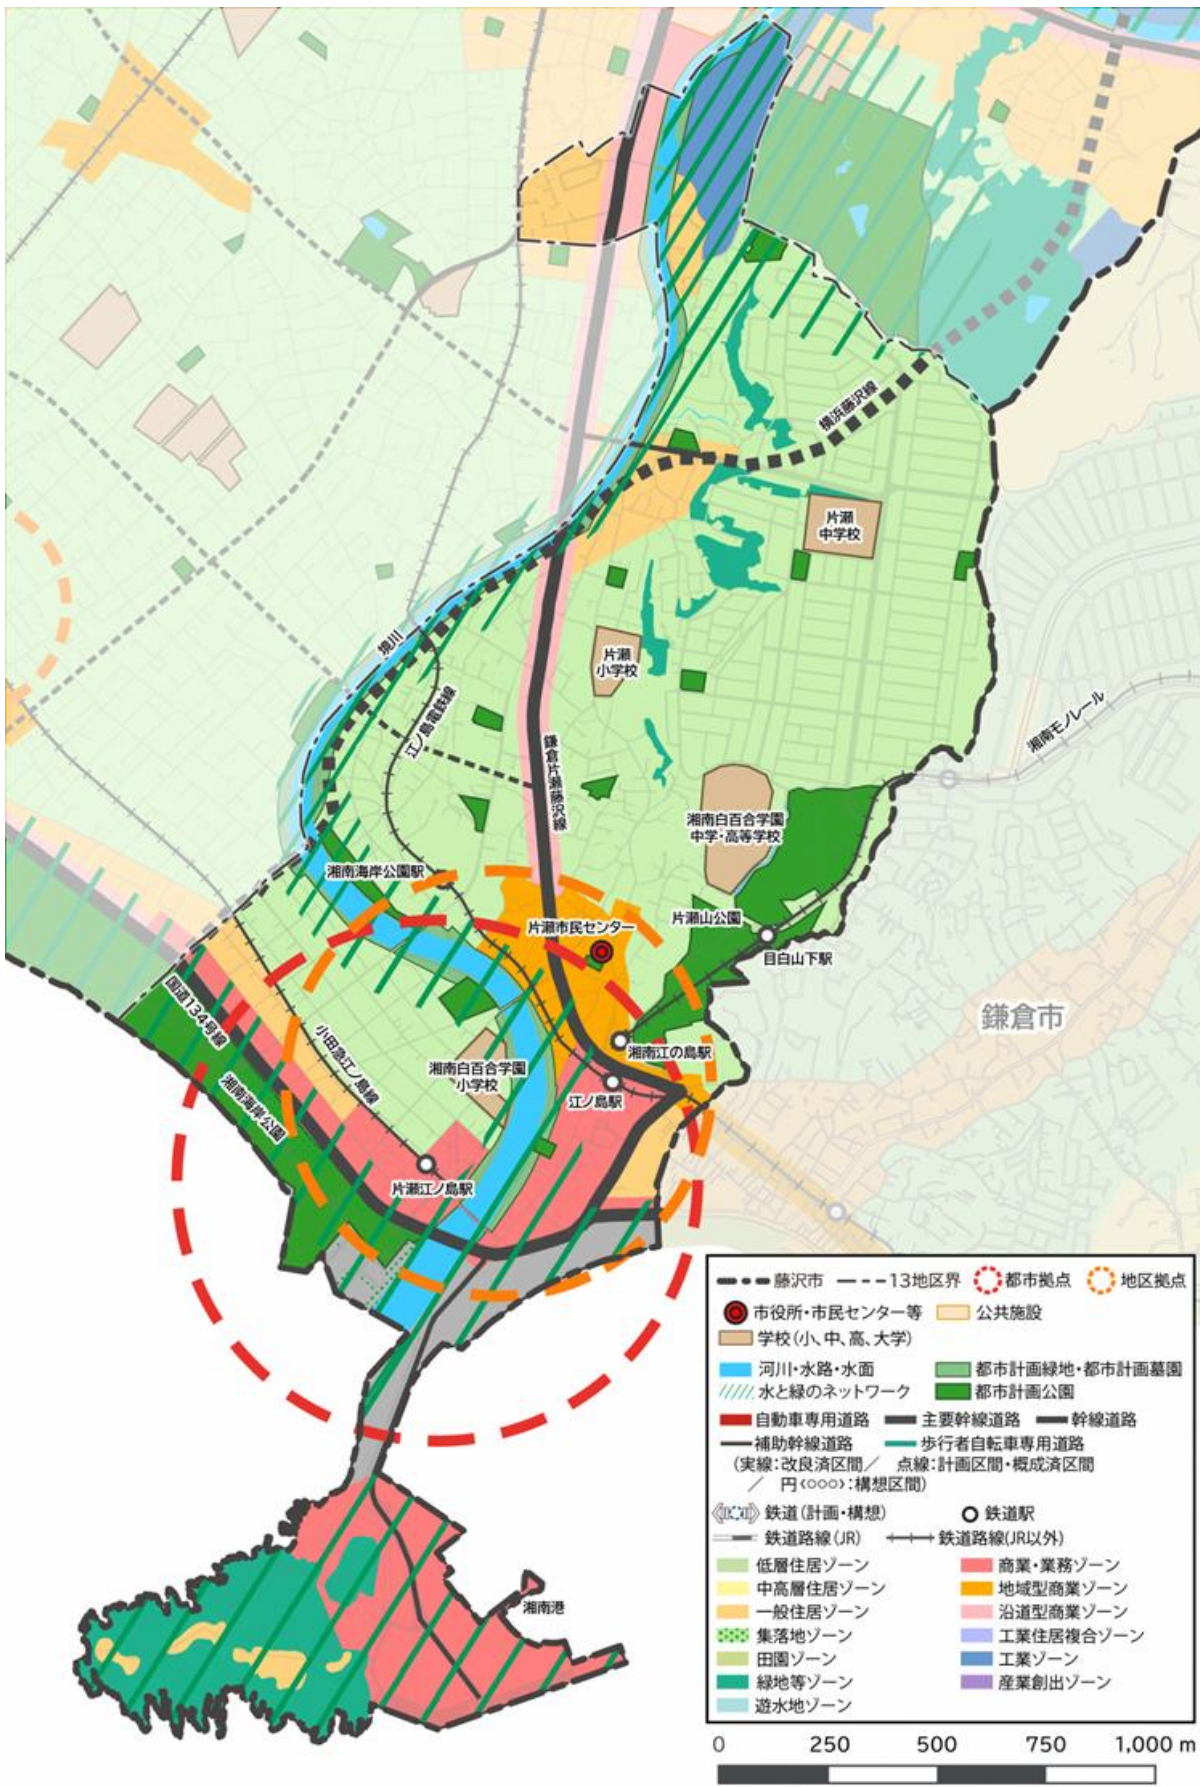 横浜藤沢線
片瀬
中学校
境川
片瀬
小学校
江ノ島電鉄線
湘南モノレール
鎌倉片瀬藤沢線
湘南白百合学園
中学・高等学校
湘南海岸公園駅
片瀬山公園
片瀬市民センター
目白山下駅
国道134号線
鎌倉市
小田急江ノ島線
湘南江の島駅
湘南白百合学園
小学校
湘南海岸公園
江ノ島駅
片瀬江ノ島駅
湘南港
藤沢市 13地区界 都市拠点 地区拠点
市役所・市民センター等 公共施設
学校(小、中、高、大学)
河川・水路・水面 都市計画緑地・都市計画墓園
水と緑のネットワーク 都市計画公園
自動車専用道路 主要幹線道路 幹線道路
補助幹線道路 歩行者自転車専用道路
(実線:改良済区間/ 点線:計画区間・概成済区間
/ 円(○○○):構想区間)
鉄道(計画・構想) 鉄道駅
鉄道路線(JR) 鉄道路線(JR以外)
低層住居ゾーン 商業・業務ゾーン
中高層住居ゾーン 地域型商業ゾーン
一般住居ゾーン 沿道型商業ゾーン
集落地ゾーン 工業住居複合ゾーン
田園ゾーン 工業ゾーン
緑地等ゾーン 産業創出ゾーン
遊水地ゾーン
0 250 500 750 1,000 m